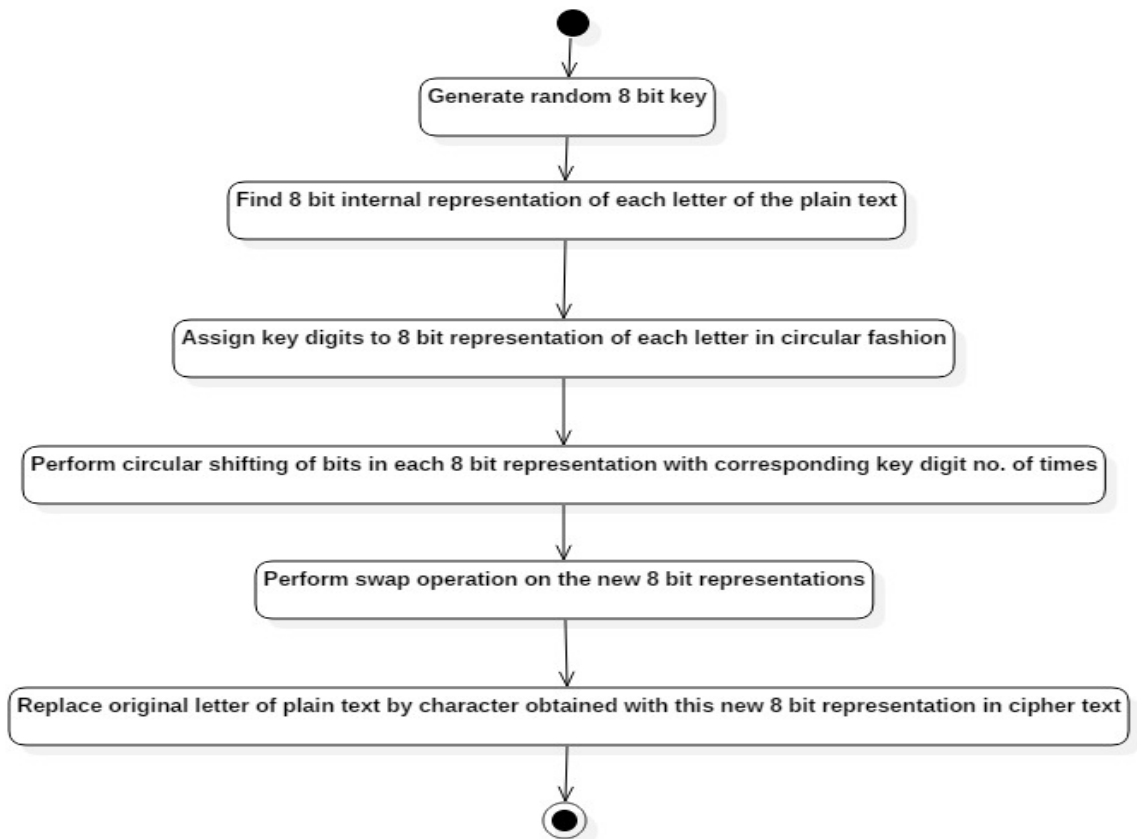 Generate random 8 bit key
Find 8 bit internal representation of each letter of the plain text
Assign key digits to 8 bit representation of each letter in circular fashion
Perform circular shifting of bits in each 8 bit representation with corresponding key digit no. of times
Perform swap operation on the new 8 bit representations
Replace original letter of plain text by character obtained with this new 8 bit representation in cipher text